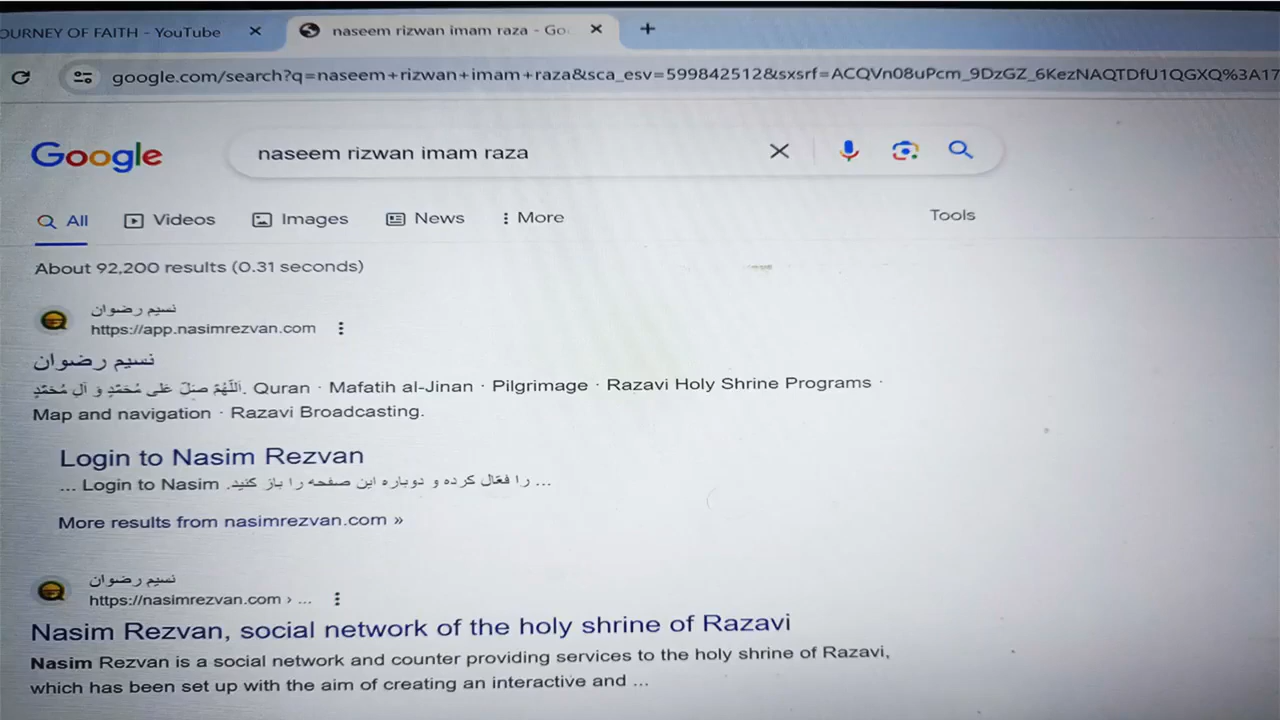 OURNEY OF FAITH - YouTube
naseem rizwan imam raza - Go
google.com/search?q=naseem+rizwan+imam+raza&sca_esv=599842512&sxsrf=ACQVn08uPcm_9DzGZ_6KezNAQTDfU1QGXQ%3A17
Google
naseem rizwan imam raza
All Videos Images News More Tools
About 92,200 results (0.31 seconds)
نسیم رضوان
https://app.nasimrezvan.com
نسیم رضوان
اَللّهُمَّ صَلِّ عَلى مُحَمَّدٍ وَ آلِ مُحَمَّدٍ. Quran · Mafatih al-Jinan · Pilgrimage · Razavi Holy Shrine Programs ·
Map and navigation · Razavi Broadcasting.
Login to Nasim Rezvan
... Login to Nasim .را فعّال کرده و دوباره این صفحه را باز کنید ...
More results from nasimrezvan.com »
نسیم رضوان
https://nasimrezvan.com › ...
Nasim Rezvan, social network of the holy shrine of Razavi
Nasim Rezvan is a social network and counter providing services to the holy shrine of Razavi,
which has been set up with the aim of creating an interactive and ...